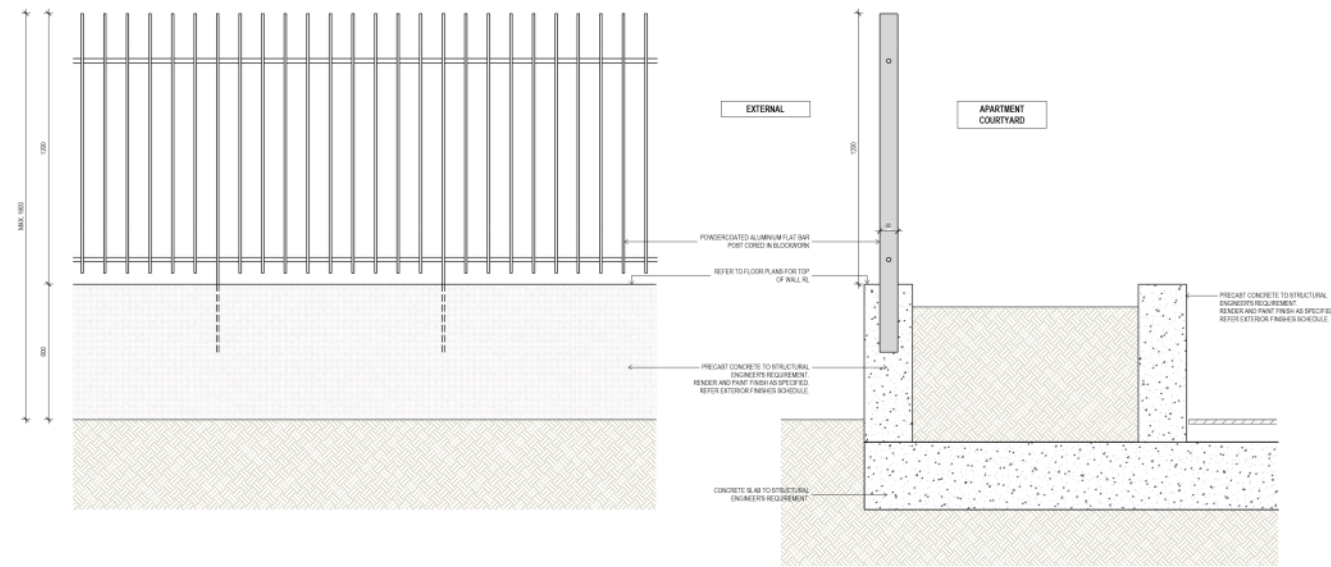 MAX. 1800
1200
600
EXTERNAL
POWDERCOATED ALUMINIUM FLAT BAR
POST CORED IN BLOCKWORK
REFER TO FLOOR PLANS FOR TOP
OF WALL RL
PRECAST CONCRETE TO STRUCTURAL
ENGINEER'S REQUIREMENT.
RENDER AND PAINT FINISH AS SPECIFIED.
REFER EXTERIOR FINISHES SCHEDULE.
CONCRETE SLAB TO STRUCTURAL
ENGINEER'S REQUIREMENT.
1200
APARTMENT
COURTYARD
PRECAST CONCRETE TO STRUCTURAL
ENGINEER'S REQUIREMENT.
RENDER AND PAINT FINISH AS SPECIFIE
REFER EXTERIOR FINISHES SCHEDULE.